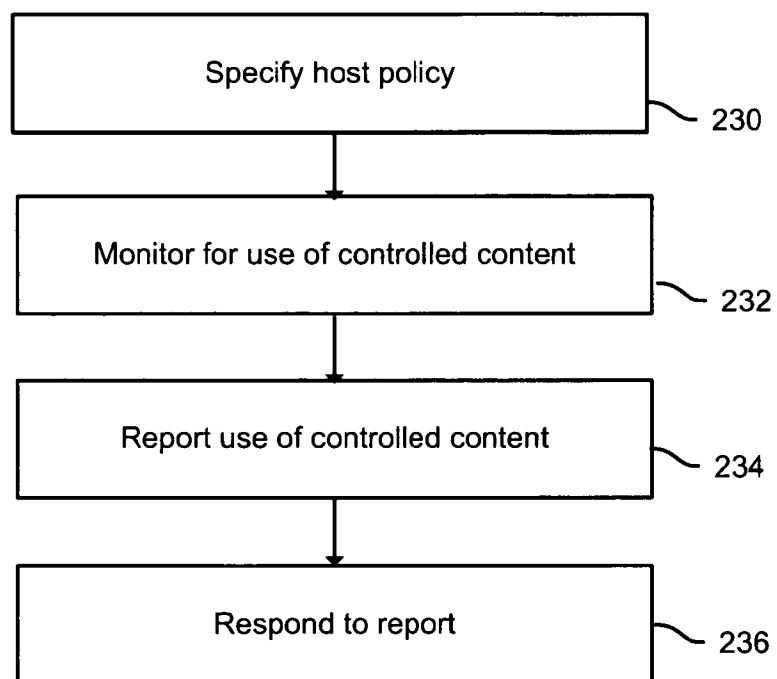 Specify host policy
230
Monitor for use of controlled content
232
Report use of controlled content
234
Respond to report
236